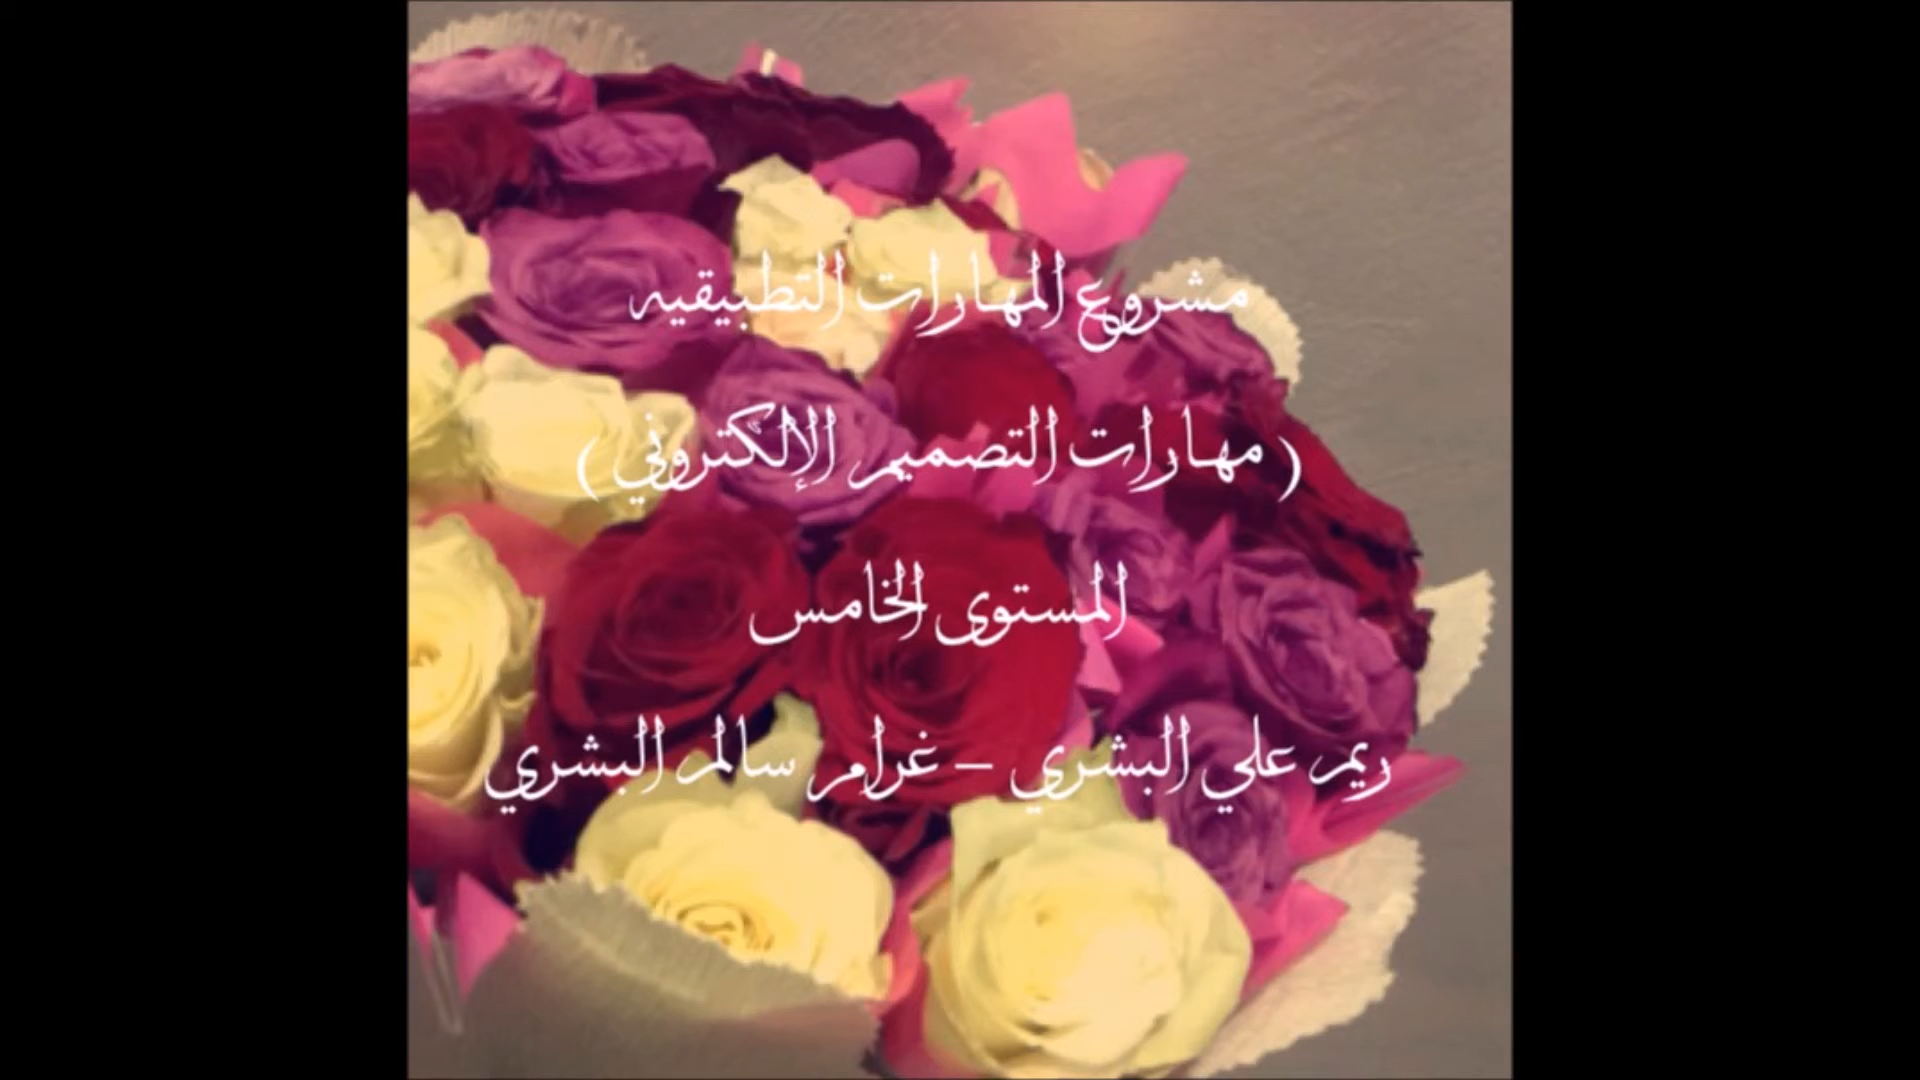 مشروع المهارات التطبيقيه
( مهارات التصميم الإلكتروني )
المستوى الخامس
ريم علي البشري – غرام سالم البشري